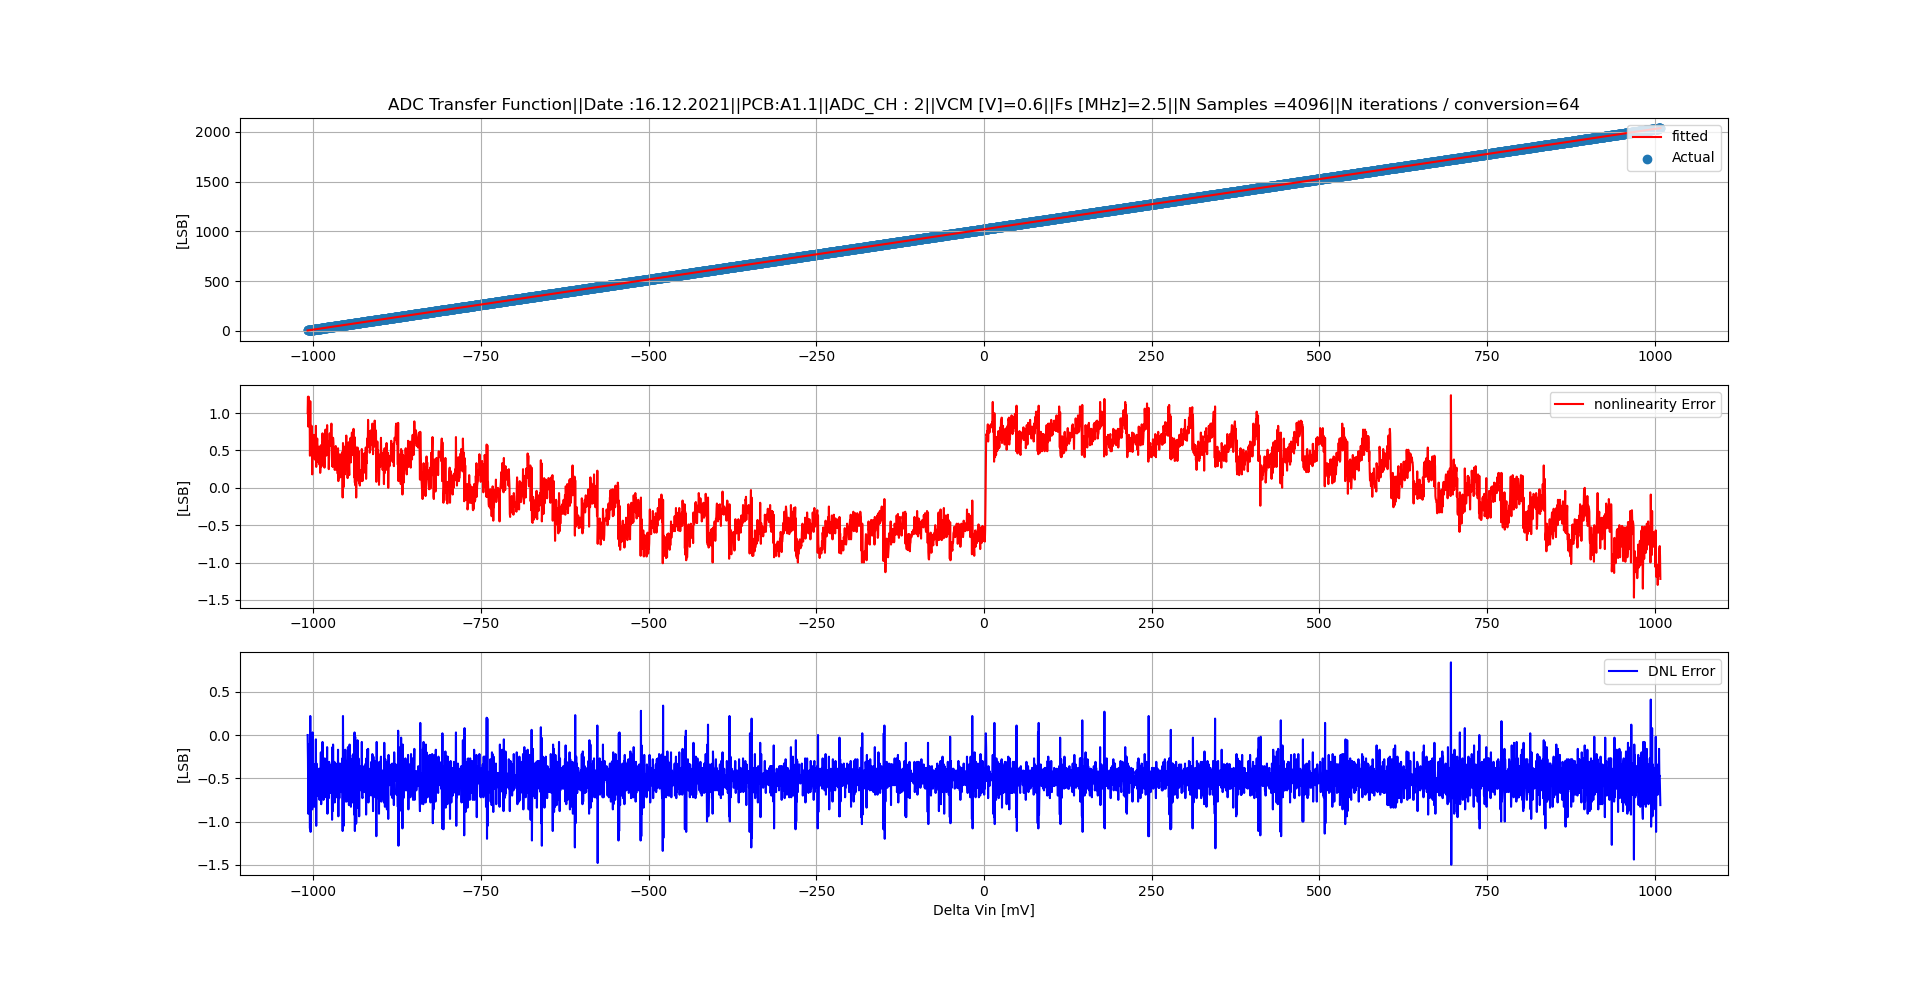 ADC Transfer Function||Date :16.12.2021||PCB:A1.1||ADC_CH : 2||VCM [V]=0.6||Fs [MHz]=2.5||N Samples =4096||N iterations / conversion=64
2000
1500
1000
500
0
[LSB]
fitted
Actual
−1000 −750 −500 −250 0 250 500 750 1000
1.0
0.5
0.0
−0.5
−1.0
−1.5
[LSB]
nonlinearity Error
−1000 −750 −500 −250 0 250 500 750 1000
0.5
0.0
−0.5
−1.0
−1.5
[LSB]
DNL Error
−1000 −750 −500 −250 0 250 500 750 1000
Delta Vin [mV]